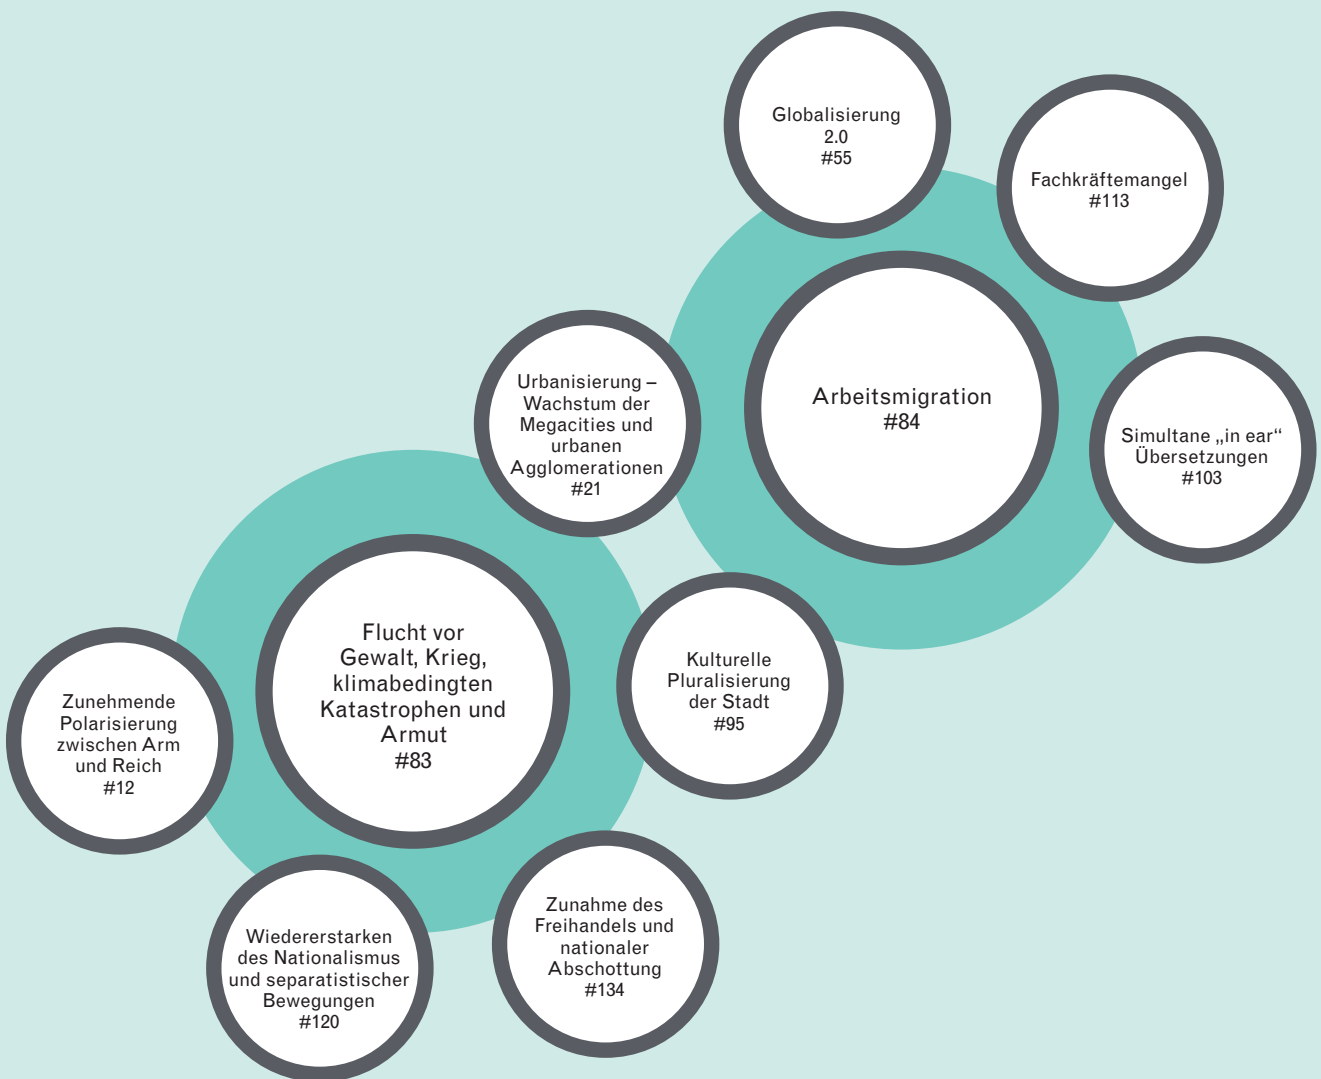 Globalisierung
2.0
#55
Fachkräftemangel
#113
Urbanisierung –
Wachstum der
Megacities und
urbanen
Agglomerationen
#21
Arbeitsmigration
#84
Simultane „in ear“
Übersetzungen
#103
Flucht vor
Gewalt, Krieg,
klimabedingten
Katastrophen und
Armut
#83
Kulturelle
Pluralisierung
der Stadt
#95
Zunehmende
Polarisierung
zwischen Arm
und Reich
#12
Wiedererstarken
des Nationalismus
und separatistischer
Bewegungen
#120
Zunahme des
Freihandels und
nationaler
Abschottung
#134